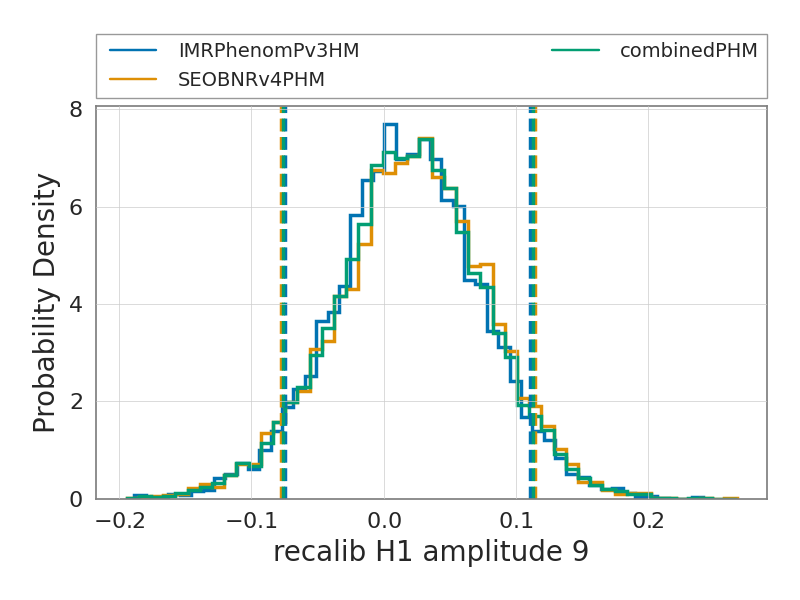 IMRPhenomPv3HM
SEOBNRv4PHM
combinedPHM
8
6
4
2
0
Probability Density
−0.2 −0.1 0.0 0.1 0.2
recalib H1 amplitude 9